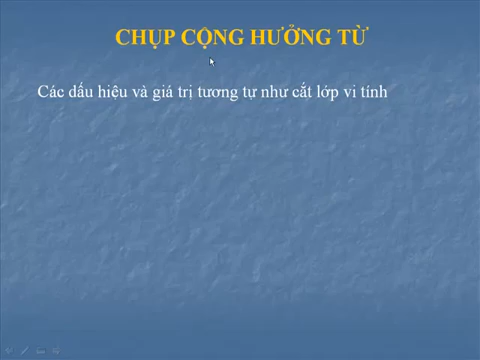 CHỤP CỘNG HƯỞNG TỪ
Các dấu hiệu và giá trị tương tự như cắt lớp vi tính